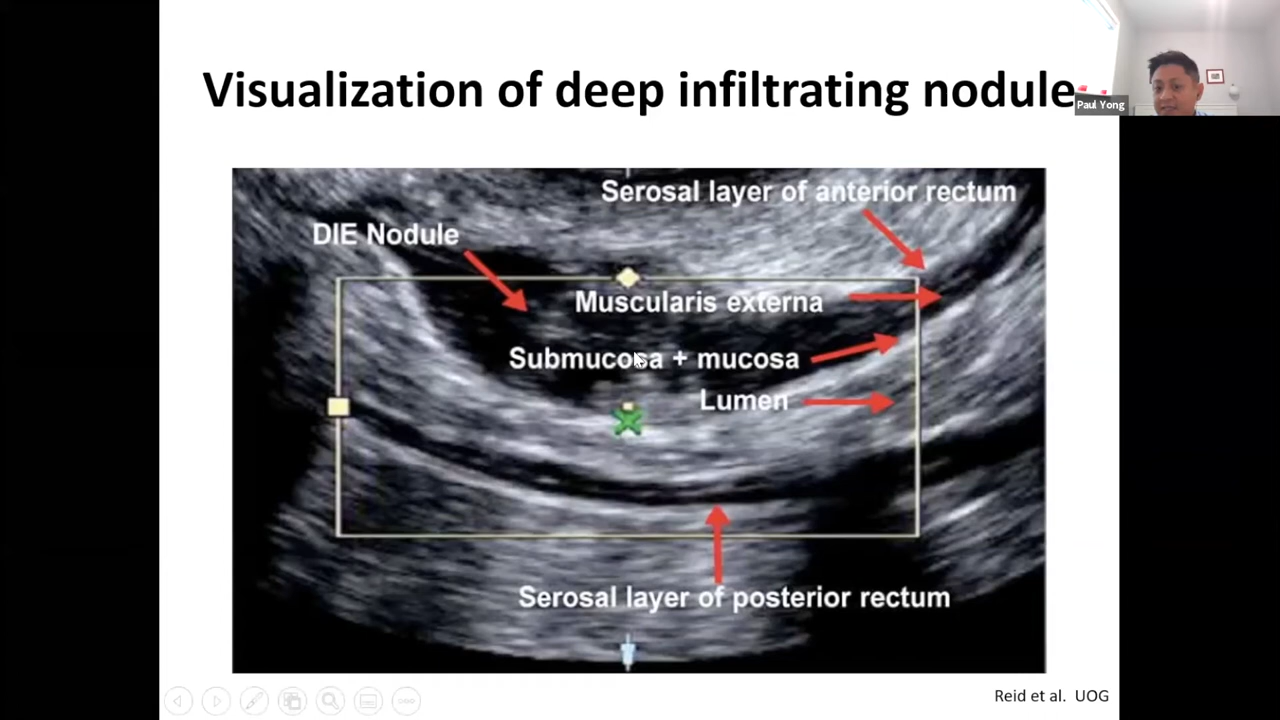 Visualization of deep infiltrating nodule
Paul Yong
Serosal layer of anterior rectum
DIE Nodule
Muscularis externa
Submucosa + mucosa
Lumen
Serosal layer of posterior rectum
Reid et al. UOG